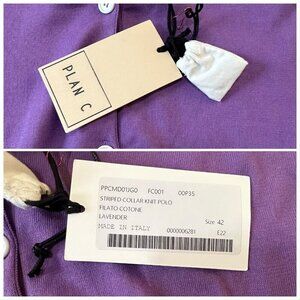 PLAN C
PPCMD01UG0 FC001 00P35
STRIPED COLLAR KNIT POLO
FILATO COTONE
LAVENDER Size 42
MADE IN ITALY 0000006281 E22